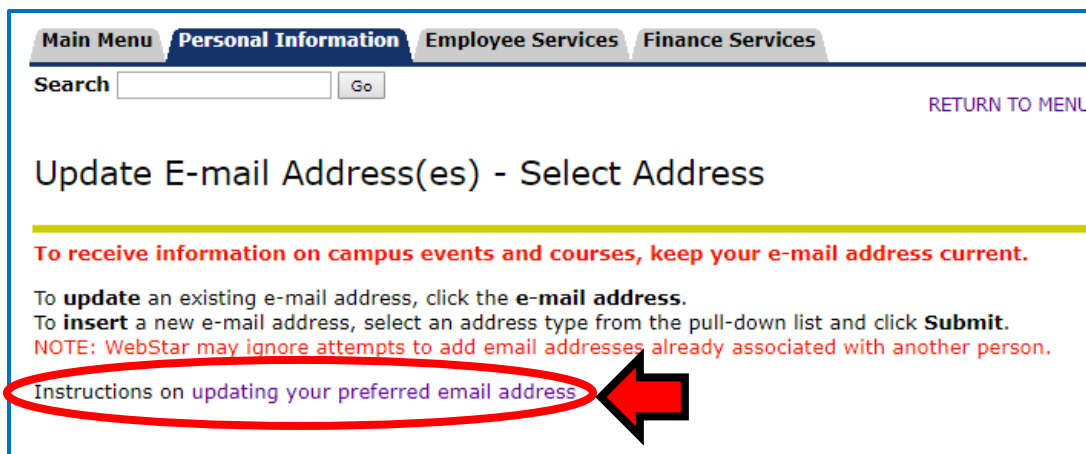 Main Menu Personal Information Employee Services Finance Services
Search Go
RETURN TO MENU
Update E-mail Address(es) - Select Address
To receive information on campus events and courses, keep your e-mail address current.
To update an existing e-mail address, click the e-mail address.
To insert a new e-mail address, select an address type from the pull-down list and click Submit.
NOTE: WebStar may ignore attempts to add email addresses already associated with another person.
Instructions on updating your preferred email address